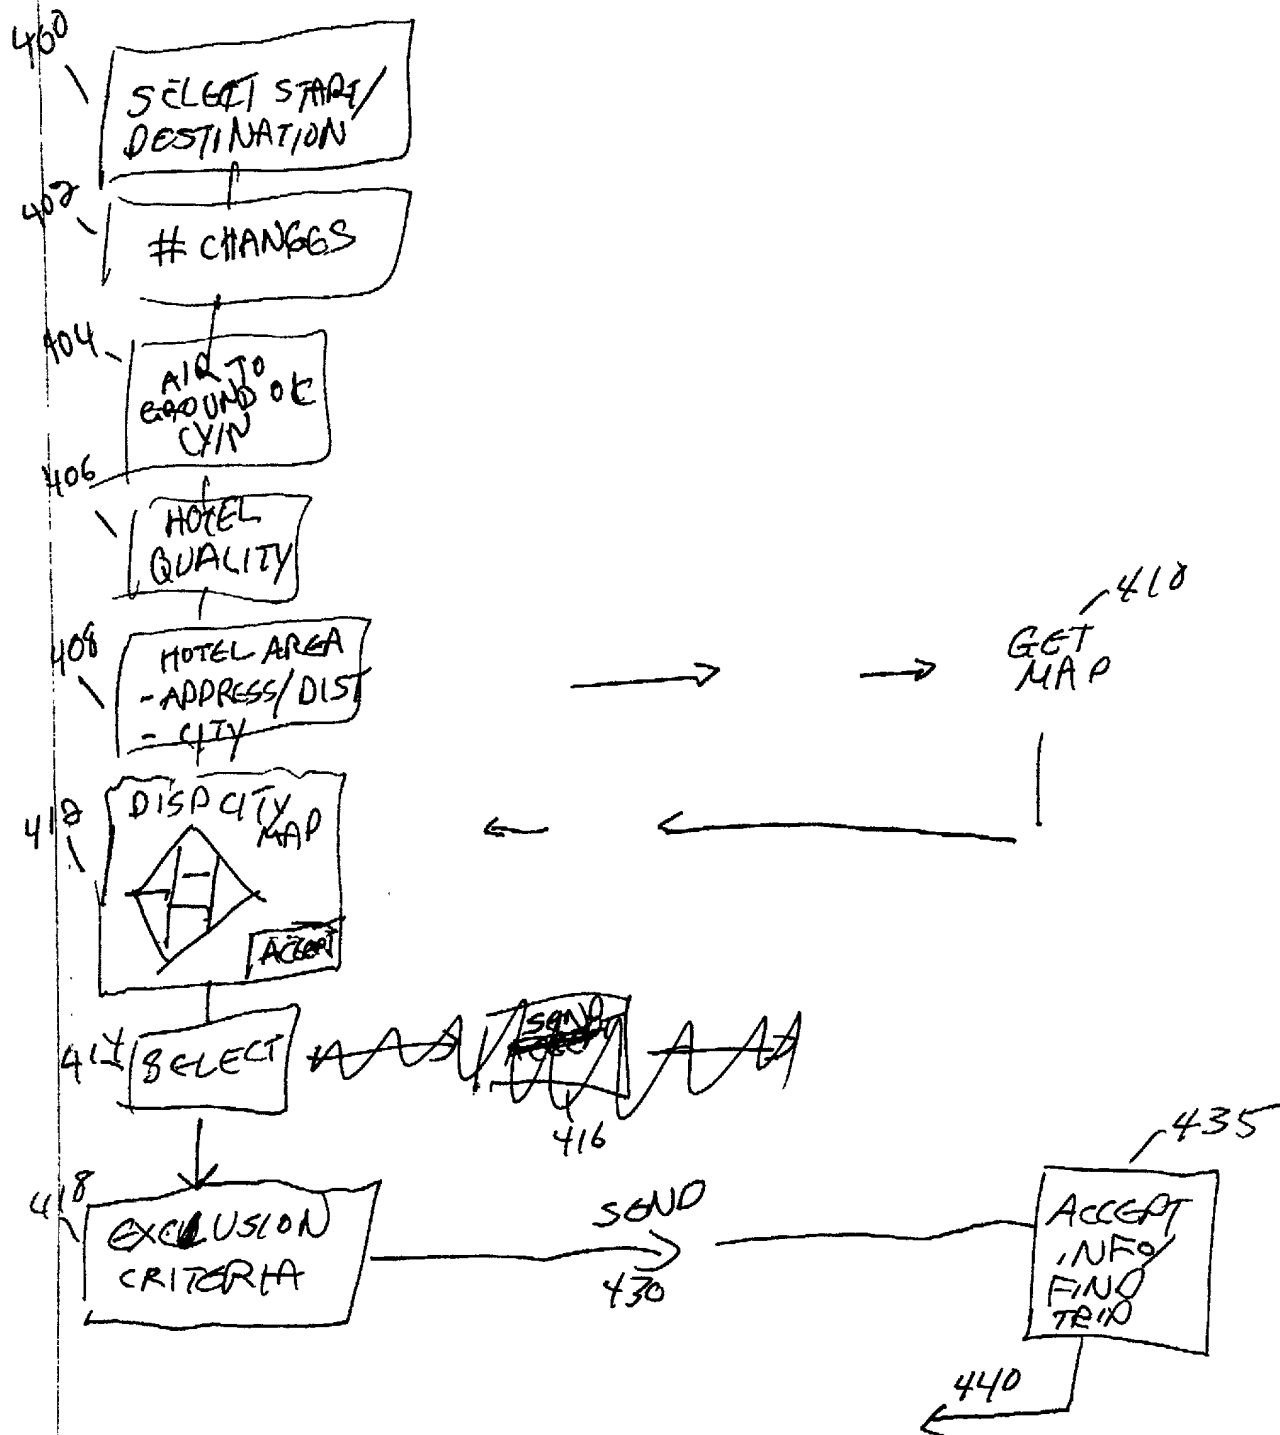 400
SELECT START/
DESTINATION
402
# CHANGES
404
AIR TO
GROUND OK
(Y/N
406
HOTEL
QUALITY
408
HOTEL AREA
- ADDRESS/DIST
- CITY
410
GET
MAP
412
DISP CITY
MAP
ACCEPT
414
SELECT
SEND
416
418
EXCLUSION
CRITERIA
SEND
430
435
ACCEPT
INFO/
FIND
TRIP
440